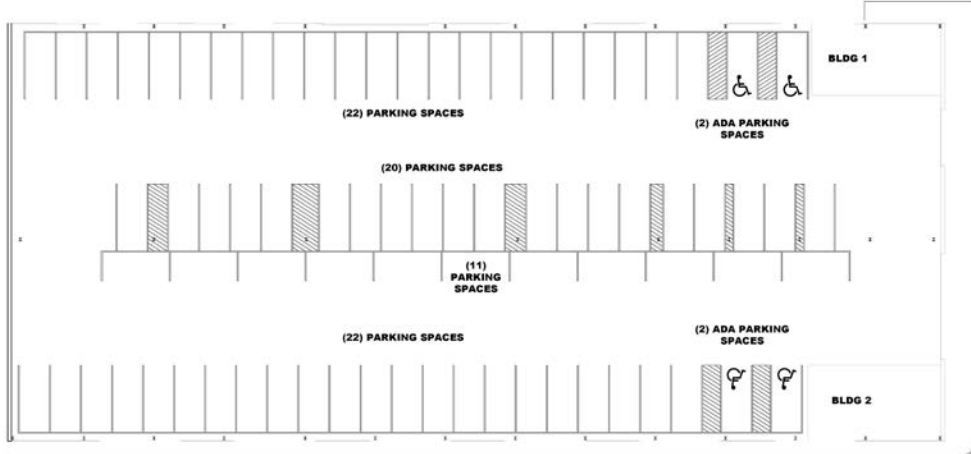 BLDG 1
(22) PARKING SPACES
(2) ADA PARKING
SPACES
(20) PARKING SPACES
(11)
PARKING
SPACES
(22) PARKING SPACES
(2) ADA PARKING
SPACES
BLDG 2